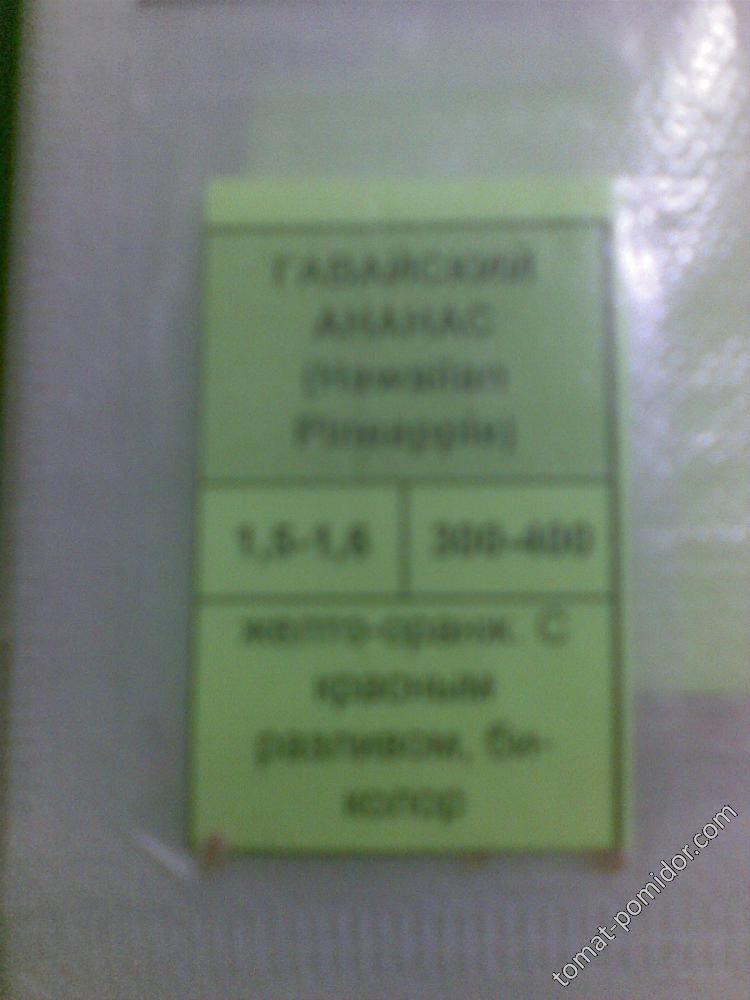 ГАВАЙСКИЙ
АНАНАС
(Hawaiian
Pineapple)
1,5-1,6 300-400
желто-оранж. С
красным
разливом, би-
колор
tomat-pomidor.com